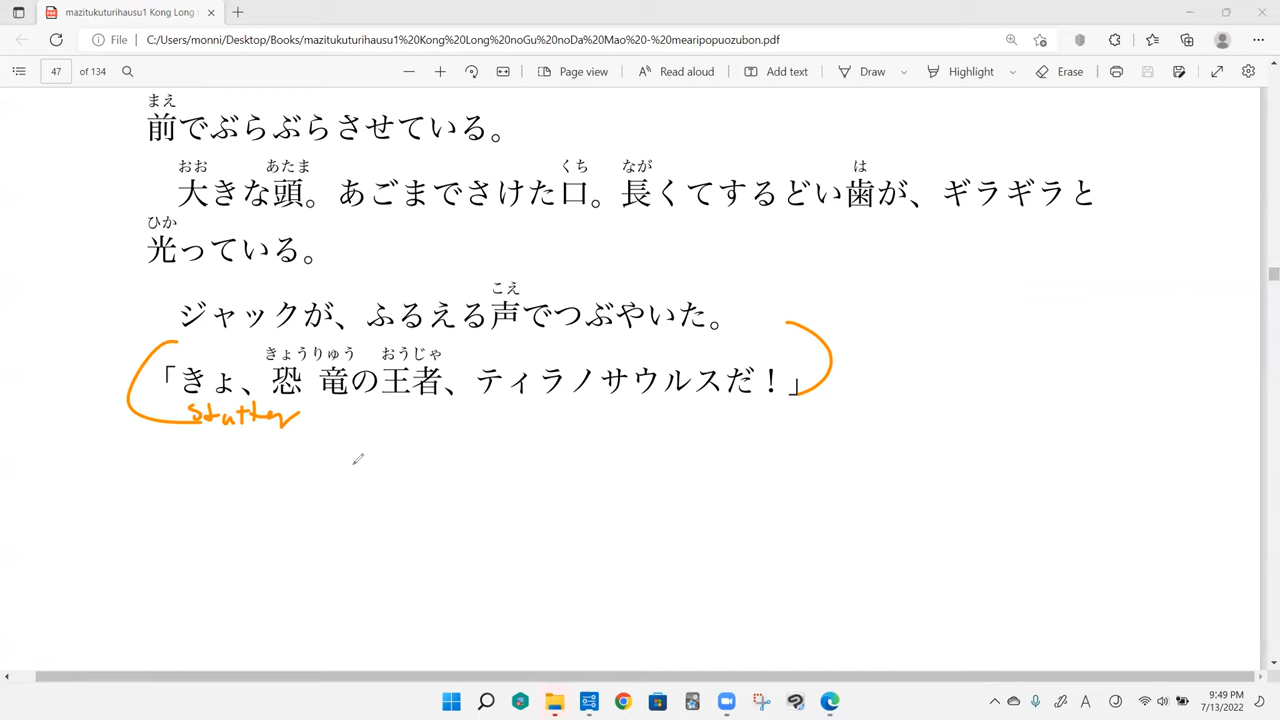 mazitukuturihausu1 Kong Long
File
C:/Users/monni/Desktop/Books/mazitukuturihausu1%20Kong%20Long%20noGu%20noDa%20Mao%20-%20mearipopuozubon.pdf
47 of 134
Page view
Read aloud
Add text
Draw
Highlight
Erase
まえ
前でぶらぶらさせている。
おお あたま くち なが は
大きな頭。あごまでさけた口。長くてするどい歯が、ギラギラと
ひか
光っている。
こえ
ジャックが、ふるえる声でつぶやいた。
きょうりゅう おうじゃ
「きょ、恐竜の王者、ティラノサウルスだ！」
Stutter
9:49 PM
7/13/2022